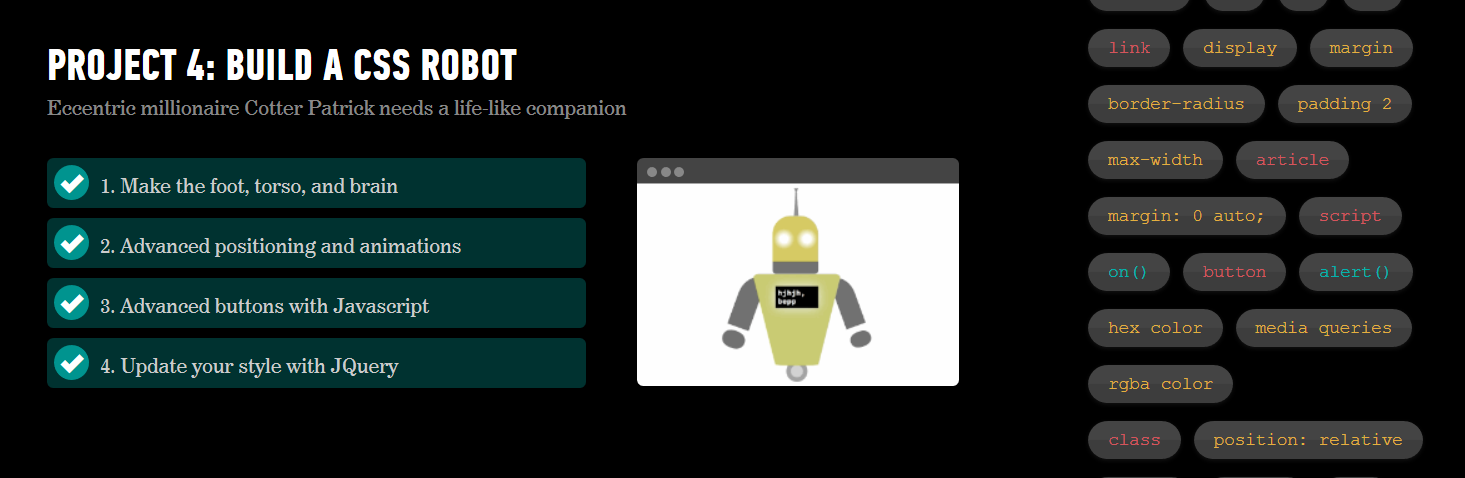 PROJECT 4: BUILD A CSS ROBOT
Eccentric millionaire Cotter Patrick needs a life-like companion
1. Make the foot, torso, and brain
2. Advanced positioning and animations
3. Advanced buttons with Javascript
4. Update your style with JQuery
hjhjh,
bepp
link display margin
border-radius padding 2
max-width article
margin: 0 auto; script
on() button alert()
hex color media queries
rgba color
class position: relative